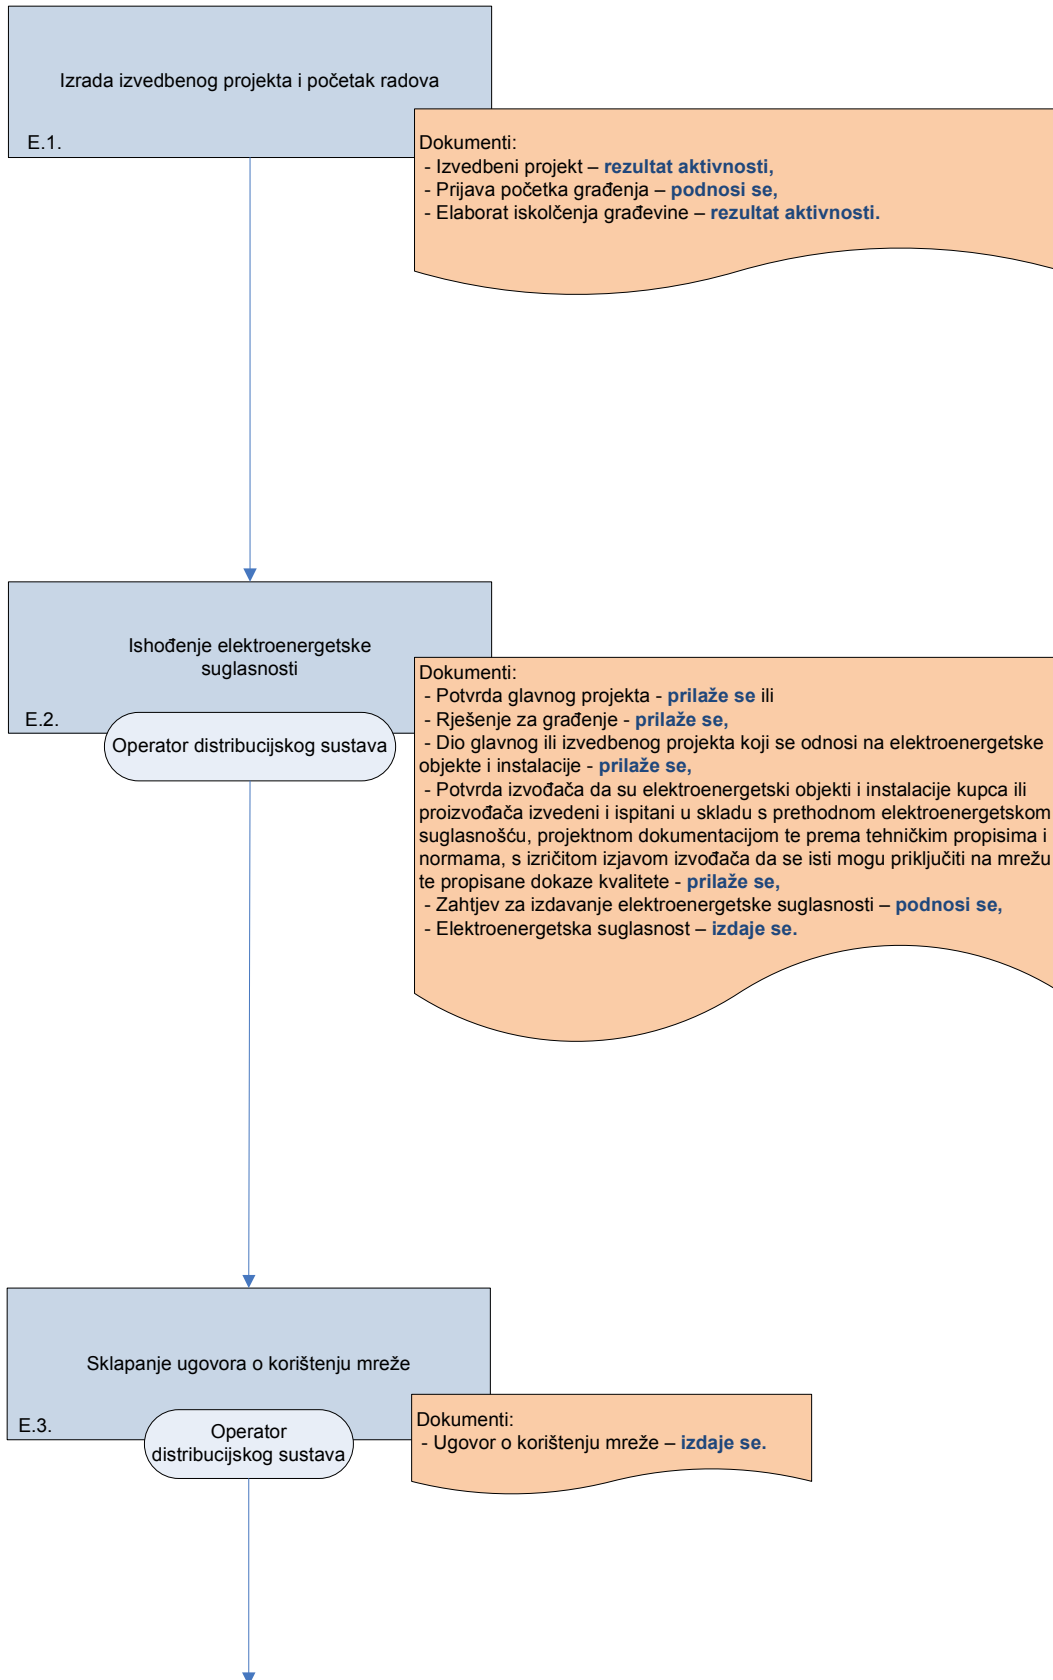 Izrada izvedbenog projekta i početak radova
E.1.
Dokumenti:
- Izvedbeni projekt – rezultat aktivnosti,
- Prijava početka građenja – podnosi se,
- Elaborat iskolčenja građevine – rezultat aktivnosti.
Ishođenje elektroenergetske
suglasnosti
E.2.
Operator distribucijskog sustava
Dokumenti:
- Potvrda glavnog projekta - prilaže se ili
- Rješenje za građenje - prilaže se,
- Dio glavnog ili izvedbenog projekta koji se odnosi na elektroenergetske
objekte i instalacije - prilaže se,
- Potvrda izvođača da su elektroenergetski objekti i instalacije kupca ili
proizvođača izvedeni i ispitani u skladu s prethodnom elektroenergetskom
suglasnošću, projektnom dokumentacijom te prema tehničkim propisima i
normama, s izričitom izjavom izvođača da se isti mogu priključiti na mrežu
te propisane dokaze kvalitete - prilaže se,
- Zahtjev za izdavanje elektroenergetske suglasnosti – podnosi se,
- Elektroenergetska suglasnost – izdaje se.
Sklapanje ugovora o korištenju mreže
E.3.
Operator
distribucijskog sustava
Dokumenti:
- Ugovor o korištenju mreže – izdaje se.